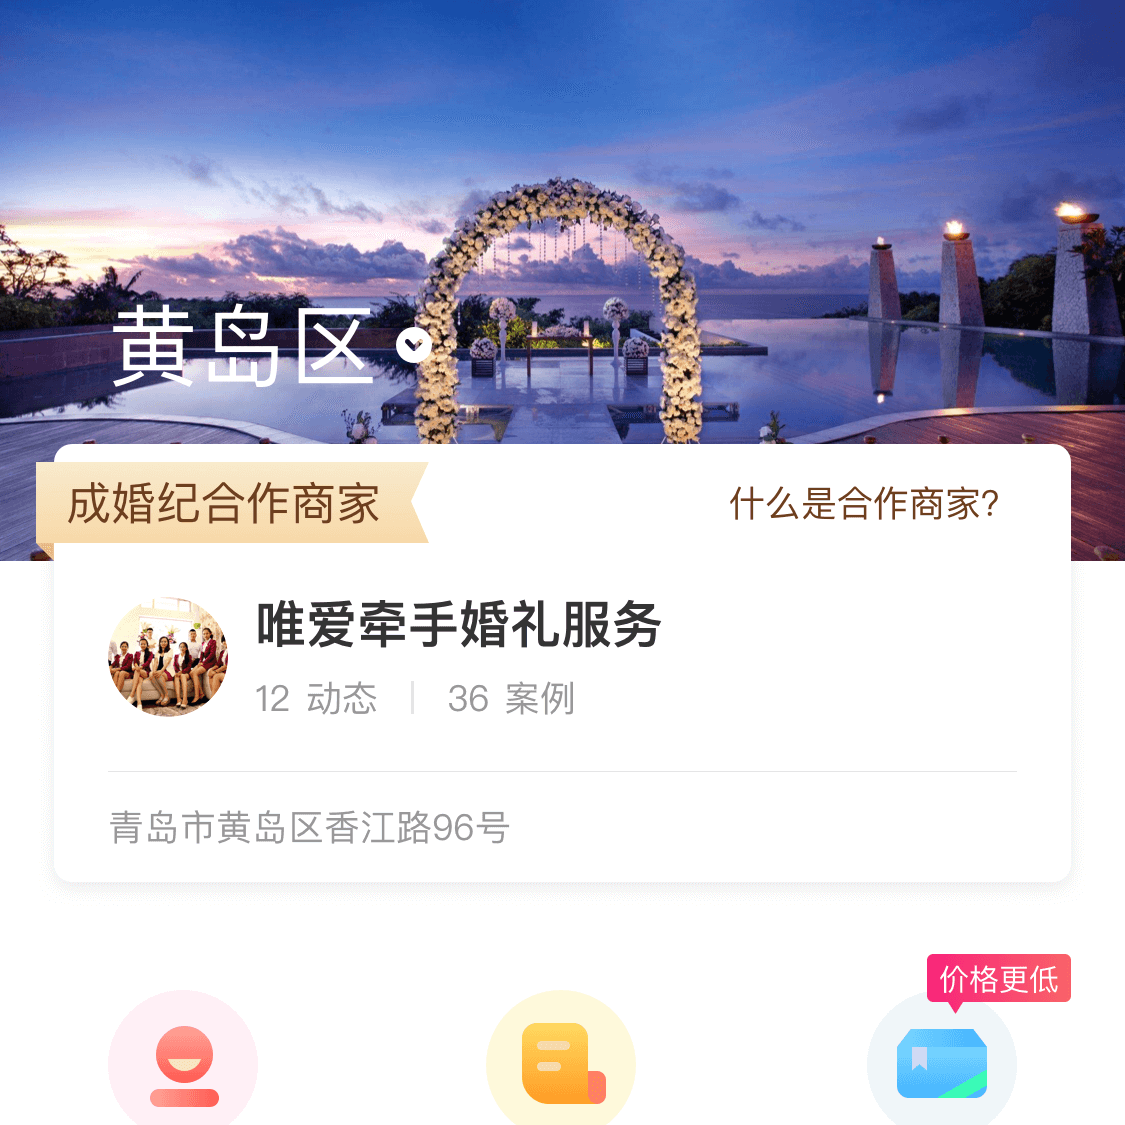 黄岛区
成婚纪合作商家
什么是合作商家?
唯爱牵手婚礼服务
12 动态 | 36 案例
青岛市黄岛区香江路96号
价格更低